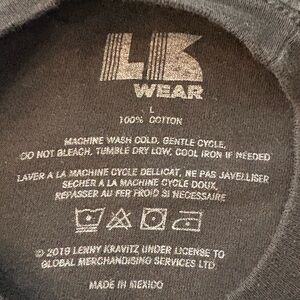 LK
WEAR
L
100% COTTON
MACHINE WASH COLD, GENTLE CYCLE,
DO NOT BLEACH, TUMBLE DRY LOW, COOL IRON IF NEEDED
LAVER A LA MACHINE CYCLE DELLICAT, NE PAS JAVELLISER
SECHER A LA MACHINE CYCLE DOUX,
REPASSER AU FER FROID SI NECESSAIRE
© 2019 LENNY KRAVITZ UNDER LICENSE TO
GLOBAL MERCHANDISING SERVICES LTD.
MADE IN MEXICO